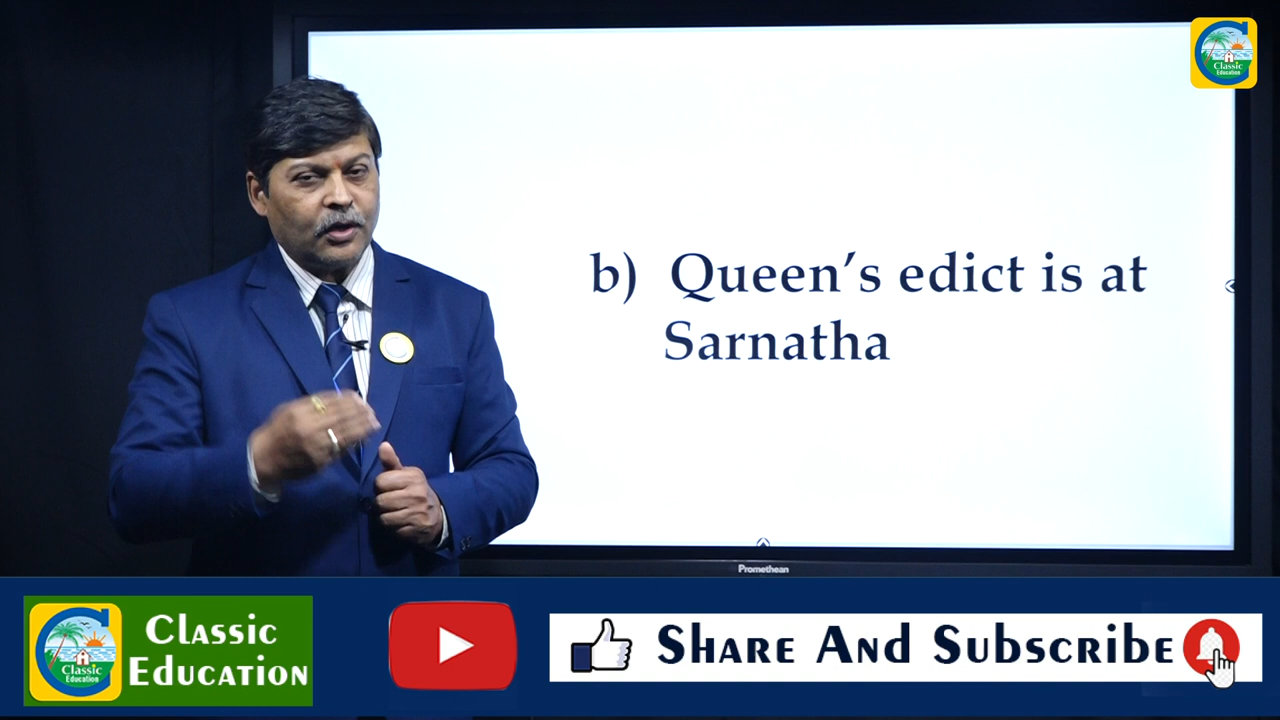 Classic
Education
b) Queen's edict is at
Sarnatha
Promethean
Classic
Education
Classic
Education
Share And Subscribe